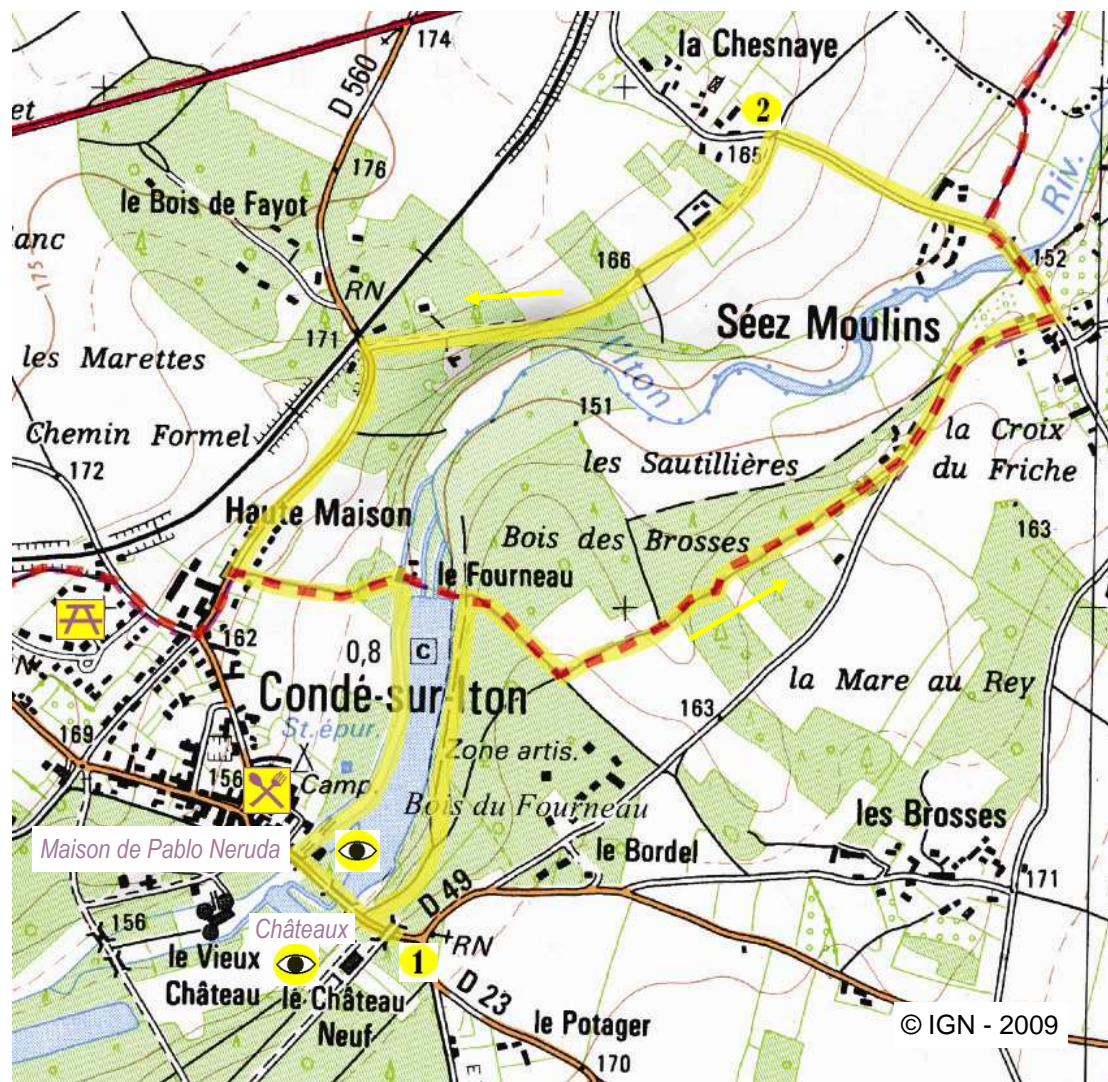 174
la Chesnaye
D 560
2
et
165
176
le Bois de Fayot
Riv.
anc
166
152
175
RN
Séez Moulins
171
les Marettes
l'Iton
151
la Croix
du Friche
Chemin Formel
172
les Sautillières
Haute Maison
163
Bois des Brosses
le Fourneau
162
0,8
C
Condé-sur-Iton
la Mare au Rey
163
St. épur.
Zone artis.
169
156
Camp.
Bois du Fourneau
les Brosses
Maison de Pablo Neruda
le Bordel
171
D 49
156
Châteaux
RN
le Vieux
Château
1
le Château
Neuf
D 23
le Potager
© IGN - 2009
170